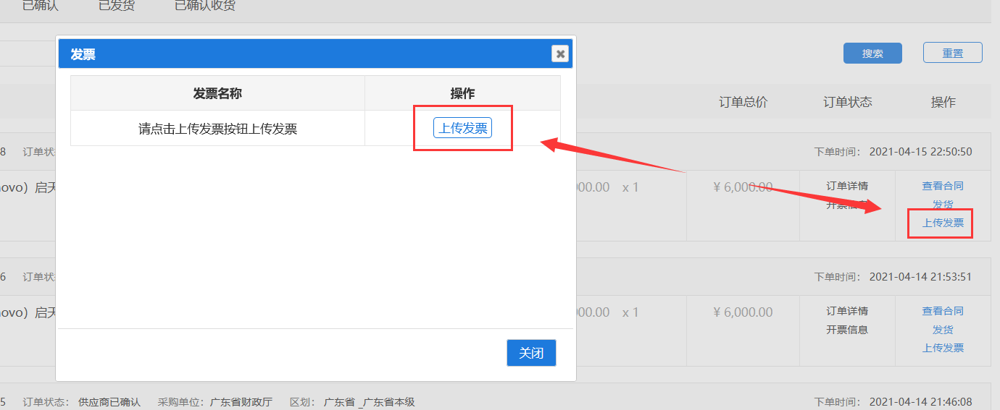 已确认 已发货 已确认收货
发票
搜索 重置
发票名称 操作
订单总价 订单状态 操作
请点击上传发票按钮上传发票 上传发票
8 订单状 下单时间： 2021-04-15 22:50:50
novo）启天 00.00 x 1 ¥ 6,000.00 订单详情 查看合同
开票信息 发货
上传发票
6 订单状 下单时间： 2021-04-14 21:53:51
novo）启天 00.00 x 1 ¥ 6,000.00 订单详情 查看合同
开票信息 发货
上传发票
关闭
5 订单状态： 供应商已确认 采购单位： 广东省财政厅 区划： 广东省 _广东省本级 下单时间： 2021-04-14 21:46:08